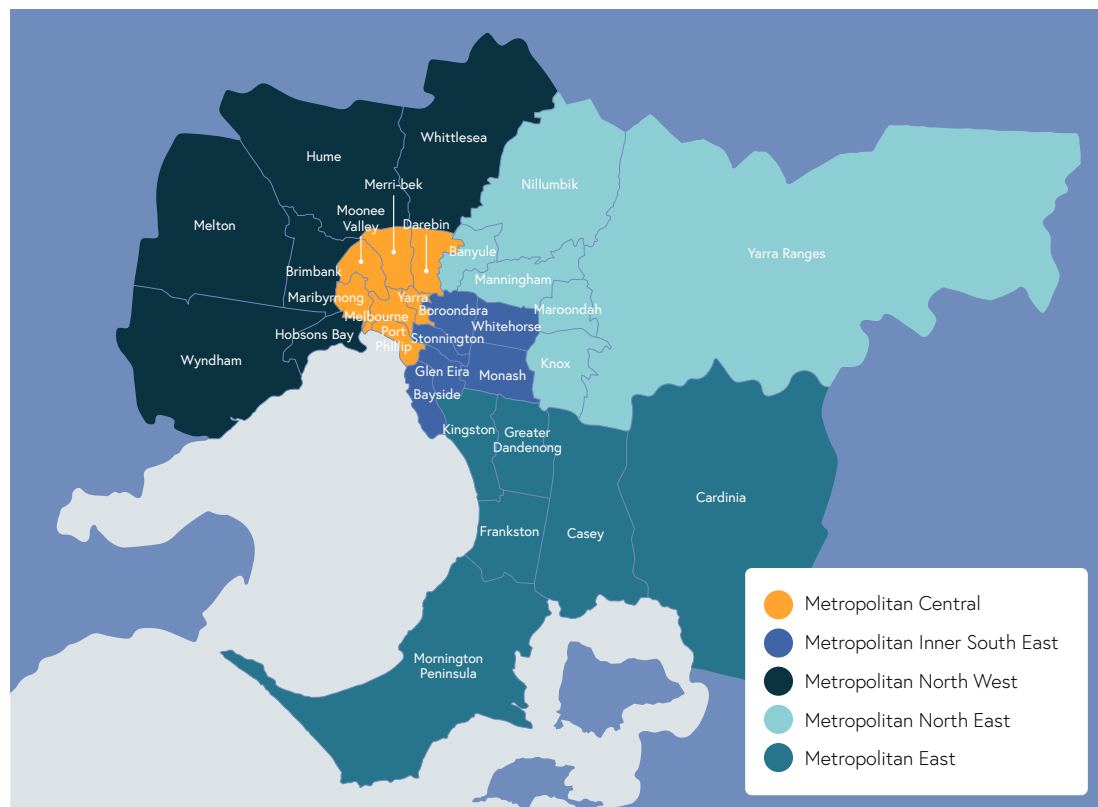 Whittlesea
Hume
Merri-bek
Nillumbik
Moonee
Valley
Darebin
Melton
Banyule
Yarra Ranges
Brimbank
Manningham
Maribyrnong
Yarra
Boroondara
Maroondah
Melbourne
Whitehorse
Hobsons Bay
Port
Phillip
Stonnington
Wyndham
Glen Eira
Monash
Knox
Bayside
Kingston
Greater
Dandenong
Cardinia
Frankston
Casey
Mornington
Peninsula
Metropolitan Central
Metropolitan Inner South East
Metropolitan North West
Metropolitan North East
Metropolitan East